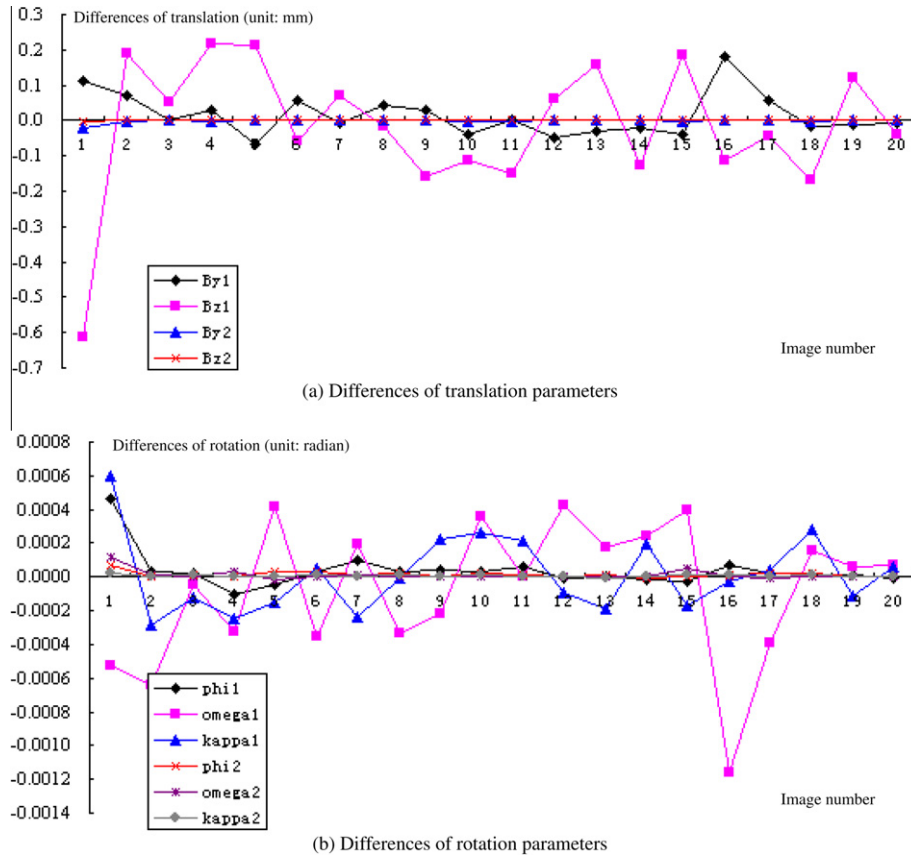 Differences of translation (unit: mm)
0.3
0.2
0.1
0.0
-0.1
-0.2
-0.3
-0.4
-0.5
-0.6
-0.7
1 2 3 4 5 6 7 8 9 10 11 12 13 14 15 16 17 18 19 20
By1
Bz1
By2
Bz2
Image number
(a) Differences of translation parameters
Differences of rotation (unit: radian)
0.0008
0.0006
0.0004
0.0002
0.0000
-0.0002
-0.0004
-0.0006
-0.0008
-0.0010
-0.0012
-0.0014
1 2 3 4 5 6 7 8 9 10 11 12 13 14 15 16 17 18 19 20
phi1
omega1
kappa1
phi2
omega2
kappa2
Image number
(b) Differences of rotation parameters